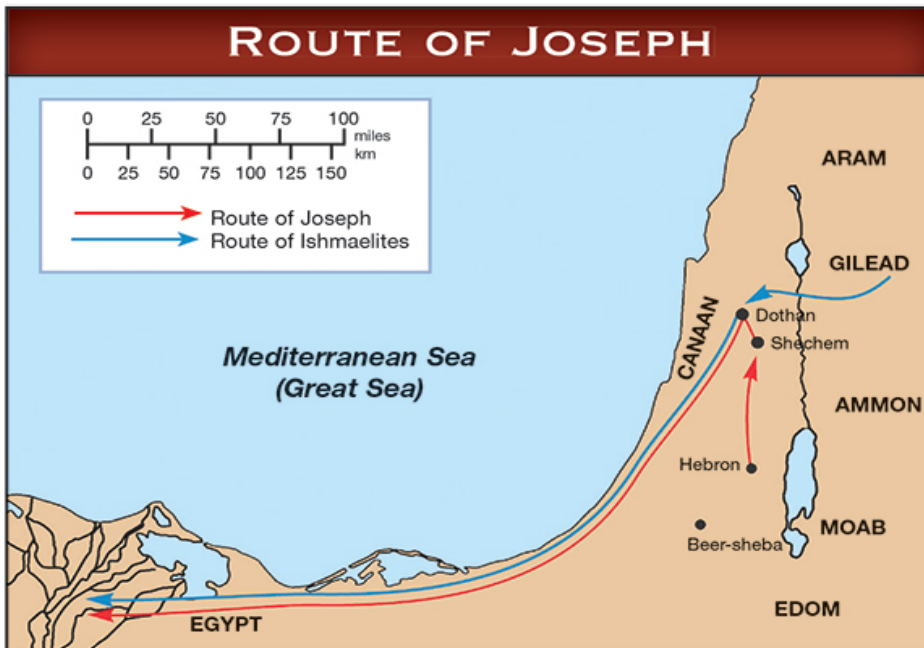 ROUTE OF JOSEPH
0 25 50 75 100
miles
km
0 25 50 75 100 125 150
Route of Joseph
Route of Ishmaelites
ARAM
GILEAD
Dothan
CANAAN
Shechem
Mediterranean Sea
(Great Sea)
AMMON
Hebron
MOAB
Beer-sheba
EDOM
EGYPT